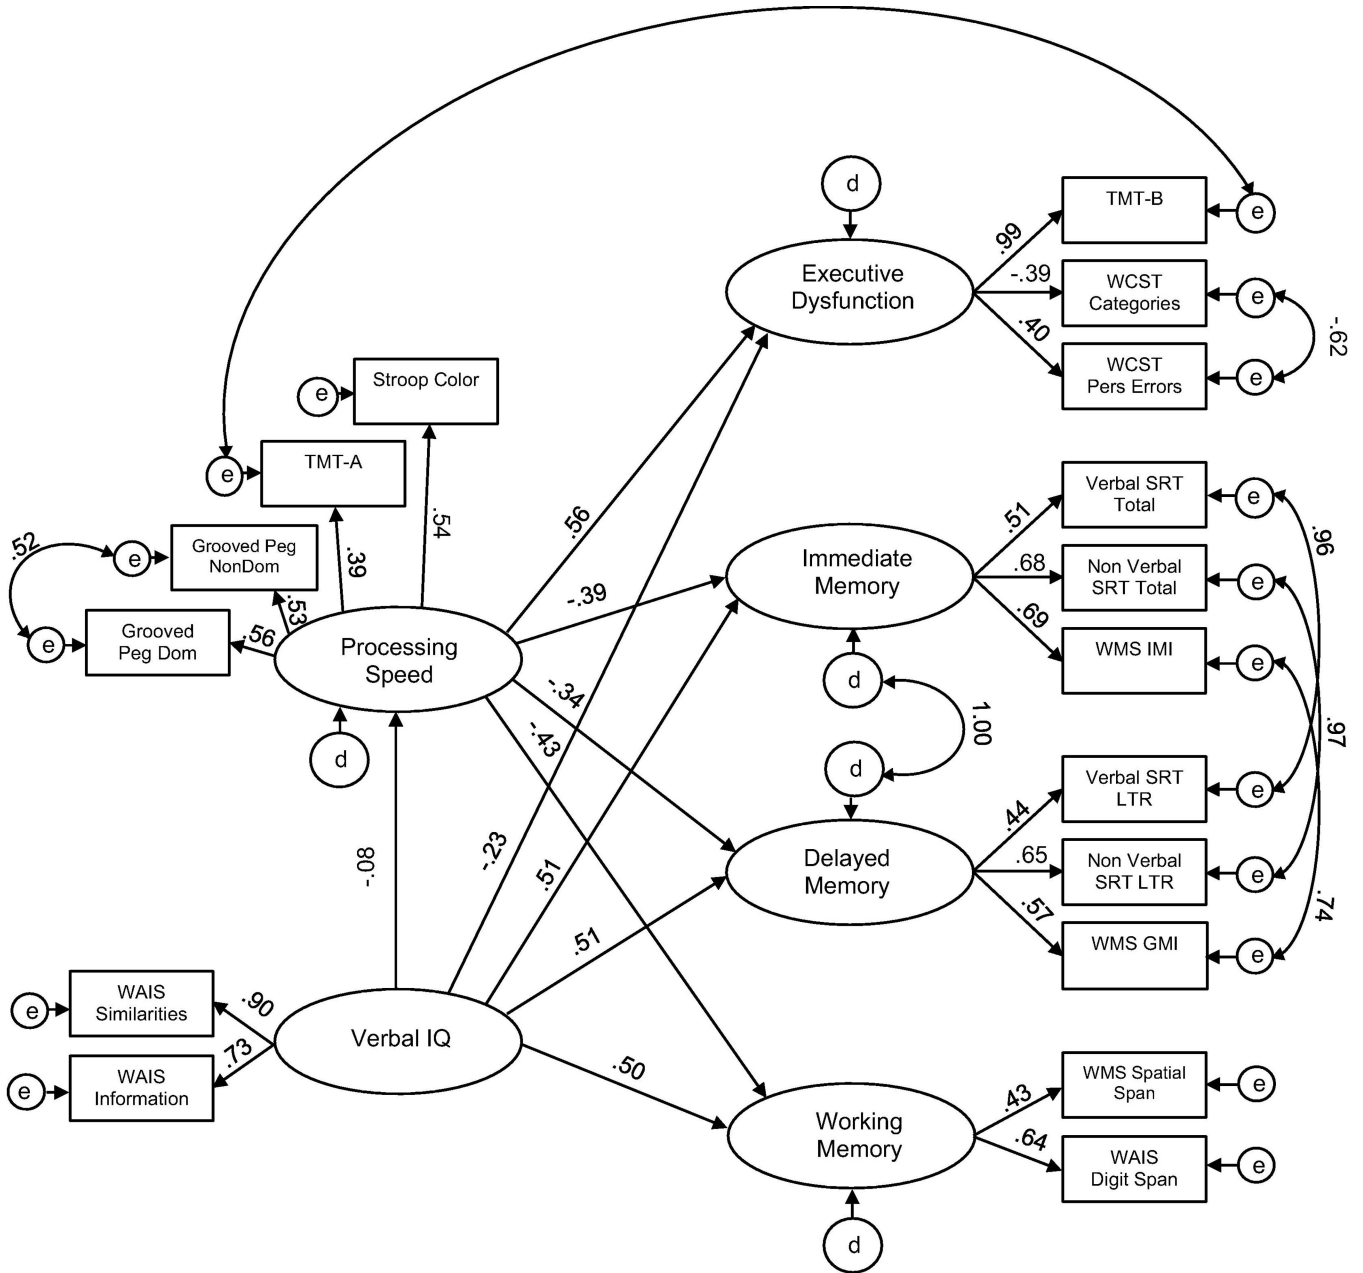 d
TMT-B
e
Executive
Dysfunction
.99
-.39
.40
WCST
Categories
e
WCST
Pers Errors
e
-.62
Stroop Color
e
TMT-A
e
.54
.39
.52
e
Grooved Peg
NonDom
.53
e
Grooved
Peg Dom
.56
Processing
Speed
d
.56
-.39
-.34
-.43
Immediate
Memory
.51
.68
.69
Verbal SRT
Total
e
Non Verbal
SRT Total
e
WMS IMI
e
.96
.97
.74
d
1.00
d
Delayed
Memory
.44
.65
.57
Verbal SRT
LTR
e
Non Verbal
SRT LTR
e
WMS GMI
e
-.08
-.23
.51
.51
.50
e
WAIS
Similarities
.90
e
WAIS
Information
.73
Verbal IQ
Working
Memory
.43
.64
WMS Spatial
Span
e
WAIS
Digit Span
e
d